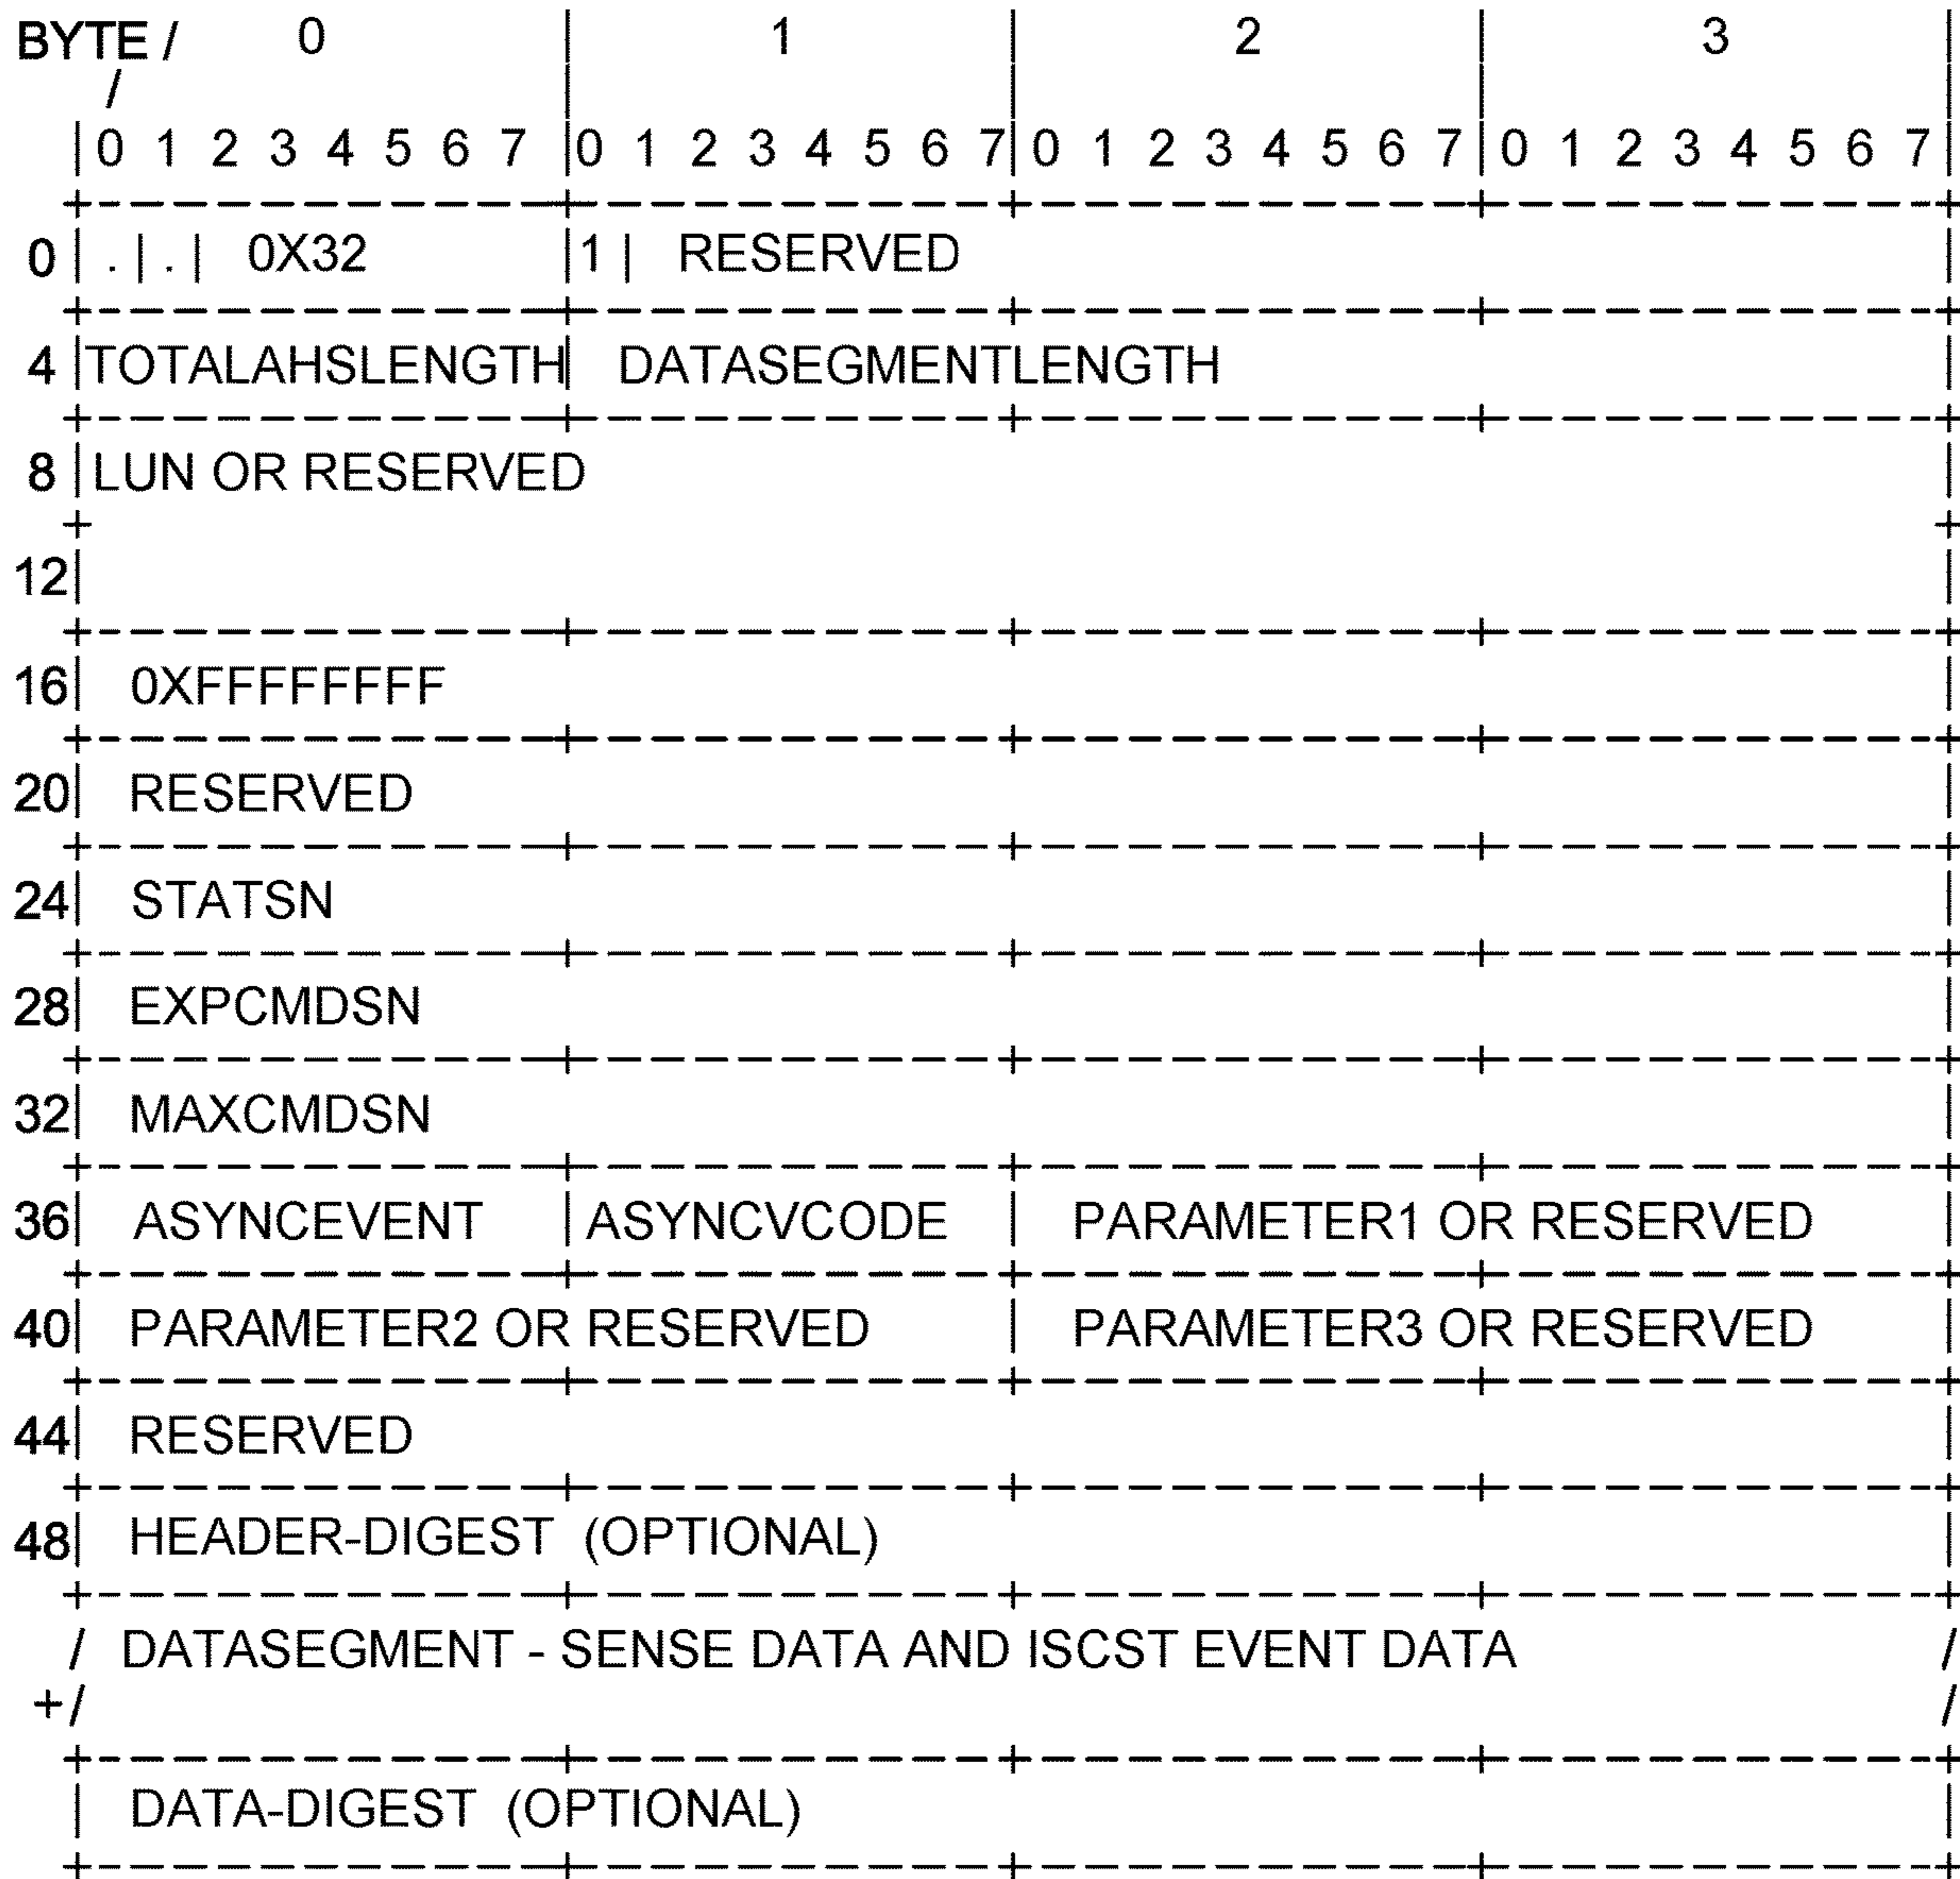 BYTE / 0 | 1 | 2 | 3 |
/ | | | |
| 0 1 2 3 4 5 6 7 |0 1 2 3 4 5 6 7| 0 1 2 3 4 5 6 7| 0 1 2 3 4 5 6 7 |
0 | . | . | 0X32 |1 | RESERVED |
4 |TOTALAHSLENGTH| DATASEGMENTLENGTH |
8 |LUN OR RESERVED |
+ +
12| |
16| 0XFFFFFFFF |
20| RESERVED |
24| STATSN |
28| EXPCMDSN |
32| MAXCMDSN |
36| ASYNCEVENT | ASYNCVCODE | PARAMETER1 OR RESERVED |
40| PARAMETER2 OR RESERVED | PARAMETER3 OR RESERVED |
44| RESERVED |
48| HEADER-DIGEST (OPTIONAL) |
/ DATASEGMENT - SENSE DATA AND ISCST EVENT DATA /
+/ /
| DATA-DIGEST (OPTIONAL) |